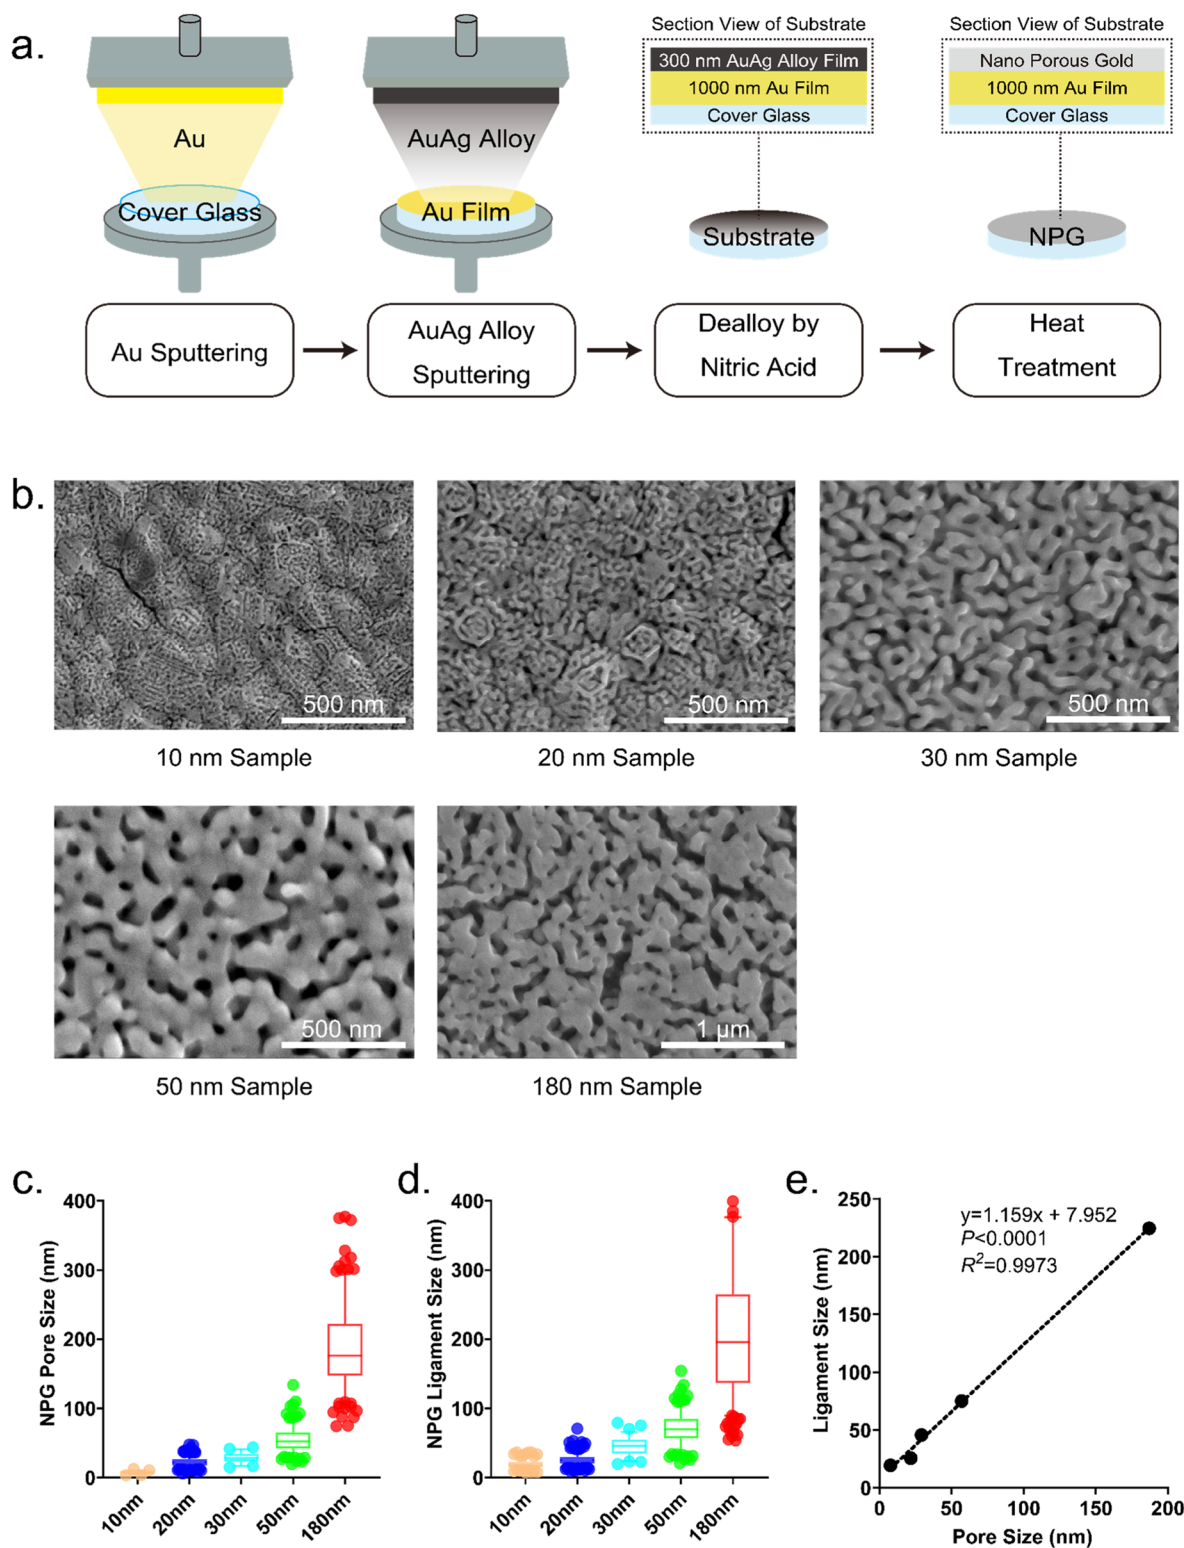 a.
Au
Cover Glass
AuAg Alloy
Au Film
Section View of Substrate
300 nm AuAg Alloy Film
1000 nm Au Film
Cover Glass
Substrate
Section View of Substrate
Nano Porous Gold
1000 nm Au Film
Cover Glass
NPG
Au Sputtering
AuAg Alloy
Sputtering
Dealloy by
Nitric Acid
Heat
Treatment
b.
500 nm
500 nm
500 nm
10 nm Sample
20 nm Sample
30 nm Sample
500 nm
1 μm
50 nm Sample
180 nm Sample
c.
NPG Pore Size (nm)
400
300
200
100
0
10nm
20nm
30nm
50nm
180nm
d.
NPG Ligament Size (nm)
400
300
200
100
0
10nm
20nm
30nm
50nm
180nm
e.
Ligament Size (nm)
250
200
150
100
50
0
y=1.159x + 7.952
P<0.0001
R²=0.9973
0
50
100
150
200
Pore Size (nm)